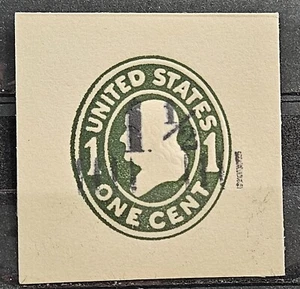 UNITED STATES
1 1
ONE CENT